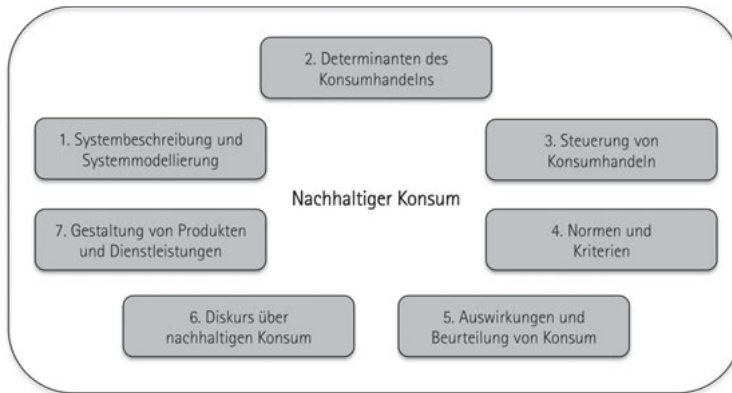 2. Determinanten des
Konsumhandelns
1. Systembeschreibung und
Systemmodellierung
3. Steuerung von
Konsumhandeln
Nachhaltiger Konsum
7. Gestaltung von Produkten
und Dienstleistungen
4. Normen und
Kriterien
6. Diskurs über
nachhaltigen Konsum
5. Auswirkungen und
Beurteilung von Konsum